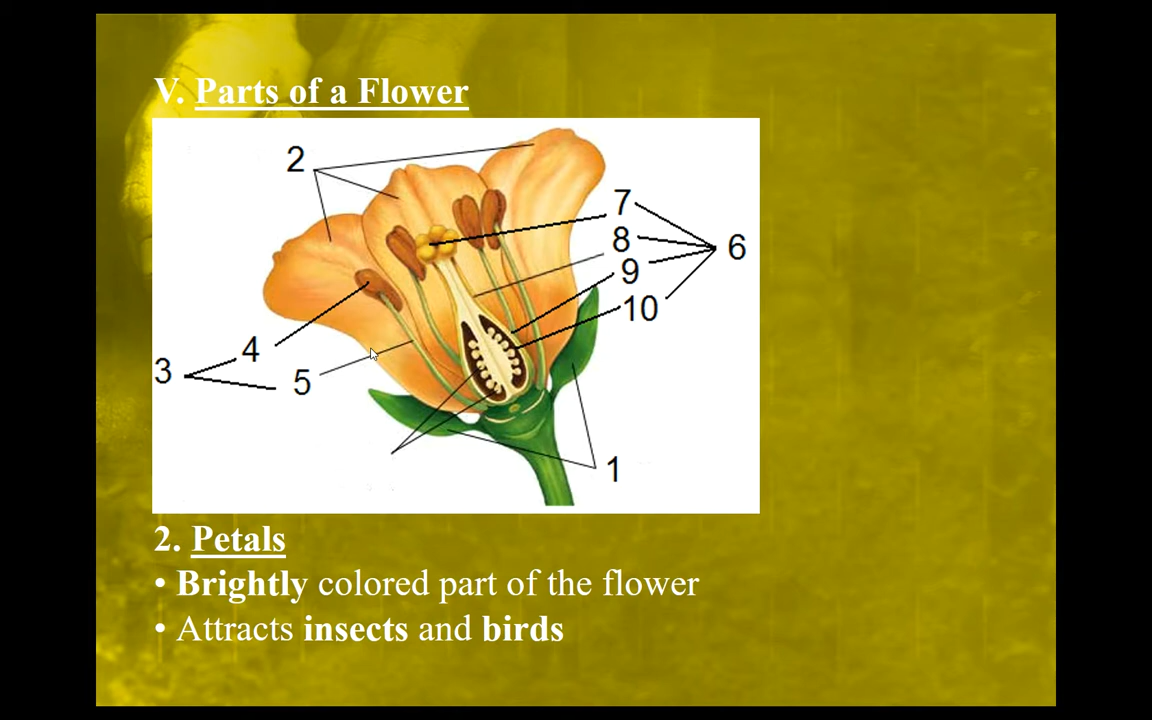 V. Parts of a Flower
2
7
8
6
9
10
4
3
5
1
2. Petals
• Brightly colored part of the flower
• Attracts insects and birds